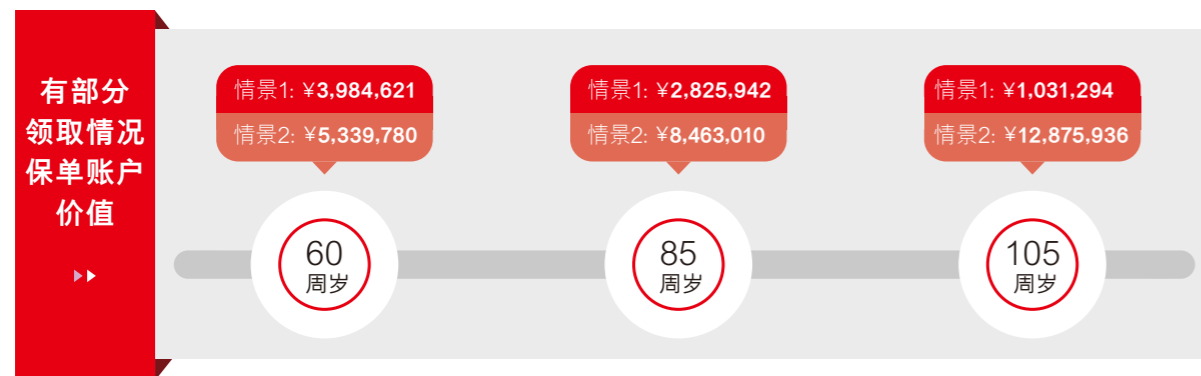 有部分
领取情况
保单账户
价值
情景1: ¥3,984,621
情景2: ¥5,339,780
60
周岁
情景1: ¥2,825,942
情景2: ¥8,463,010
85
周岁
情景1: ¥1,031,294
情景2: ¥12,875,936
105
周岁